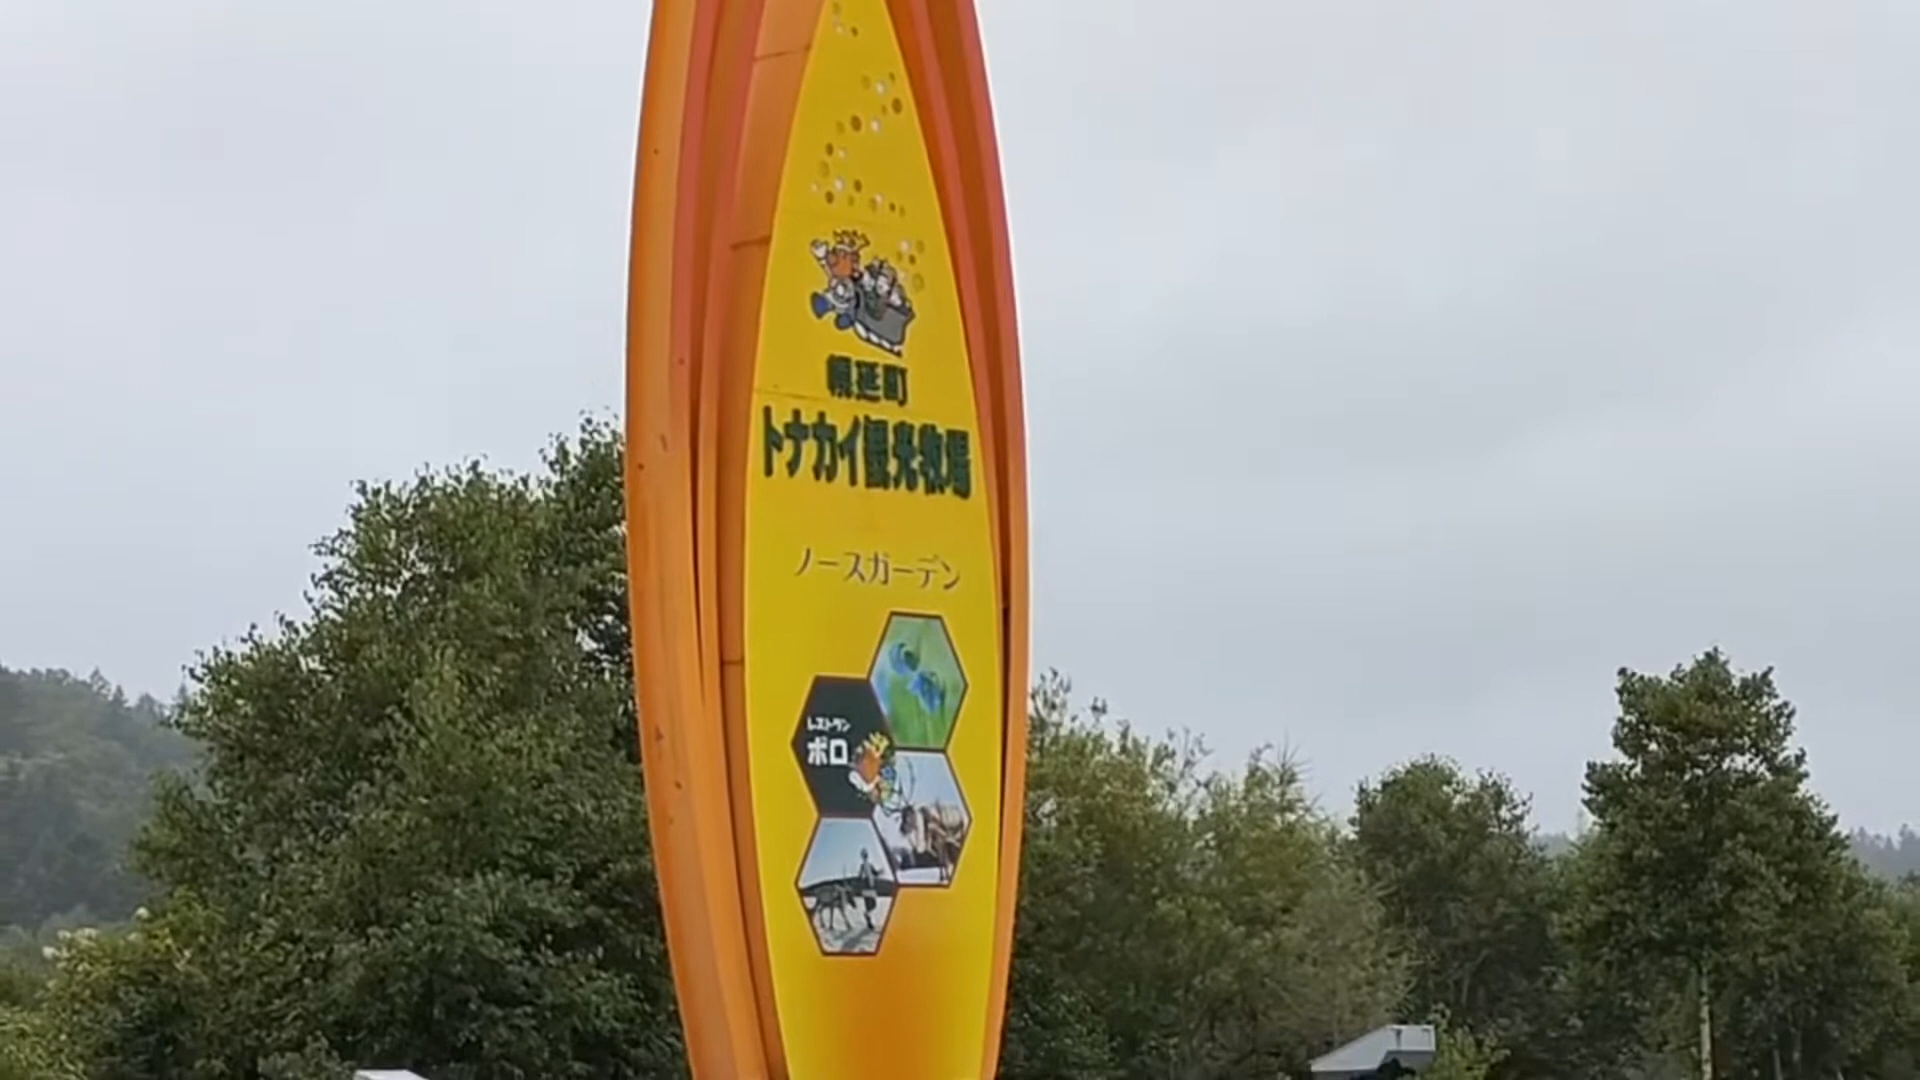 幌延町
トナカイ観光牧場
ノースガーデン
レストラン
ポロ